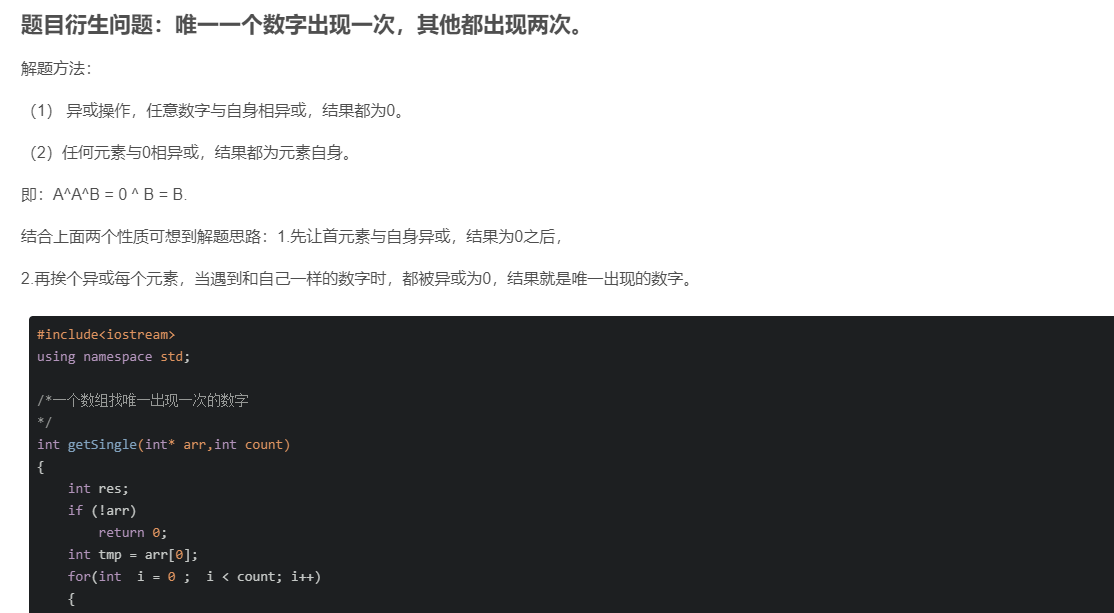 题目衍生问题：唯一一个数字出现一次，其他都出现两次。
解题方法：
（1） 异或操作，任意数字与自身相异或，结果都为0。
（2）任何元素与0相异或，结果都为元素自身。
即：A^A^B = 0 ^ B = B.
结合上面两个性质可想到解题思路：1.先让首元素与自身异或，结果为0之后，
2.再挨个异或每个元素，当遇到和自己一样的数字时，都被异或为0，结果就是唯一出现的数字。
#include<iostream>
using namespace std;
/*一个数组找唯一出现一次的数字
*/
int getSingle(int* arr,int count)
{
    int res;
    if (!arr)
        return 0;
    int tmp = arr[0];
    for(int  i = 0 ;  i < count; i++)
    {